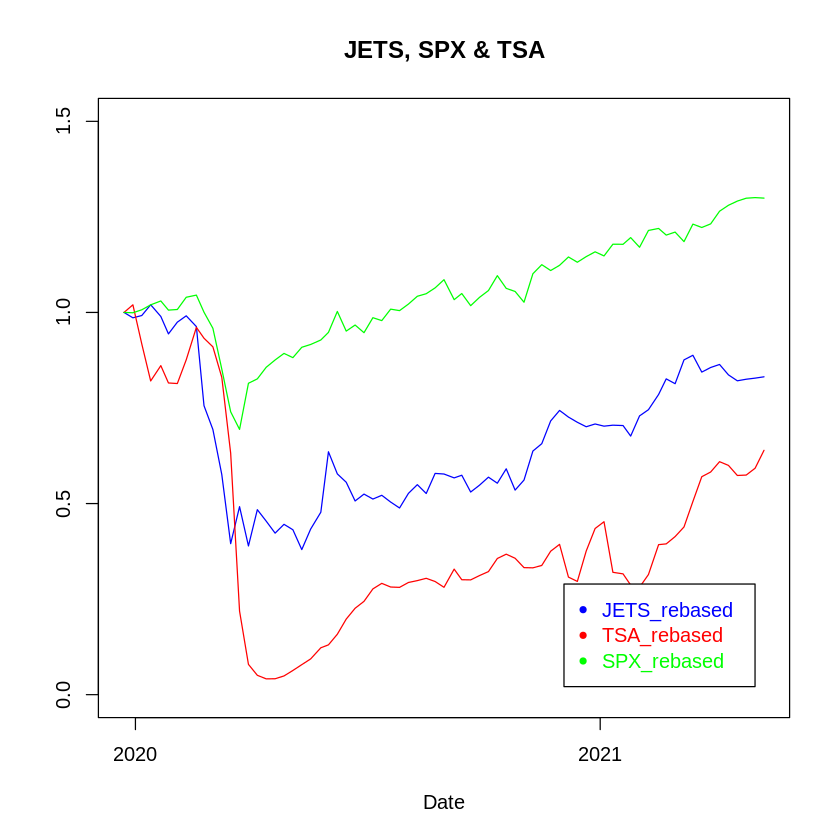 JETS, SPX & TSA
1.5
1.0
0.5
0.0
JETS_rebased
TSA_rebased
SPX_rebased
2020
2021
Date